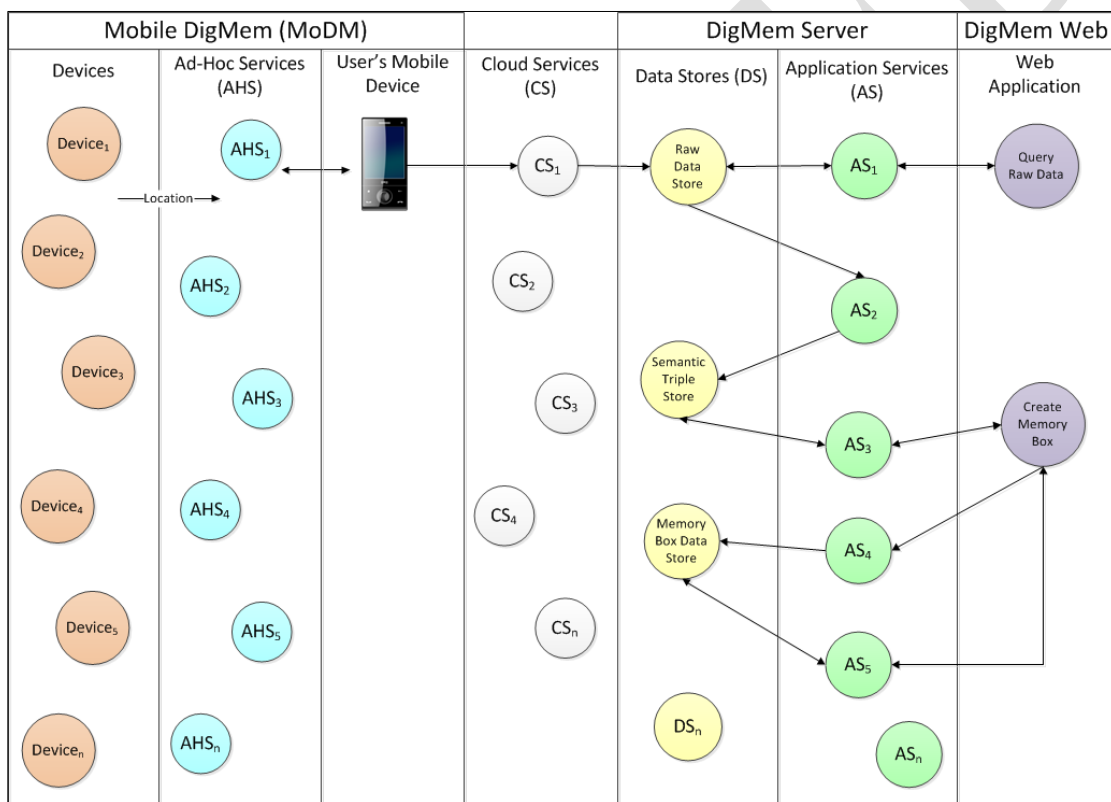 Mobile DigMem (MoDM)
DigMem Server
DigMem Web
Devices
Ad-Hoc Services
(AHS)
User's Mobile
Device
Cloud Services
(CS)
Data Stores (DS)
Application Services
(AS)
Web
Application
Device₁
AHS₁
CS₁
Raw
Data
Store
AS₁
Query
Raw Data
Location
Device₂
AHS₂
CS₂
AS₂
Device₃
AHS₃
CS₃
Semantic
Triple
Store
AS₃
Create
Memory
Box
Device₄
AHS₄
CS₄
Memory
Box Data
Store
AS₄
Device₅
AHS₅
CSₙ
AS₅
Deviceₙ
AHSₙ
DSₙ
ASₙ